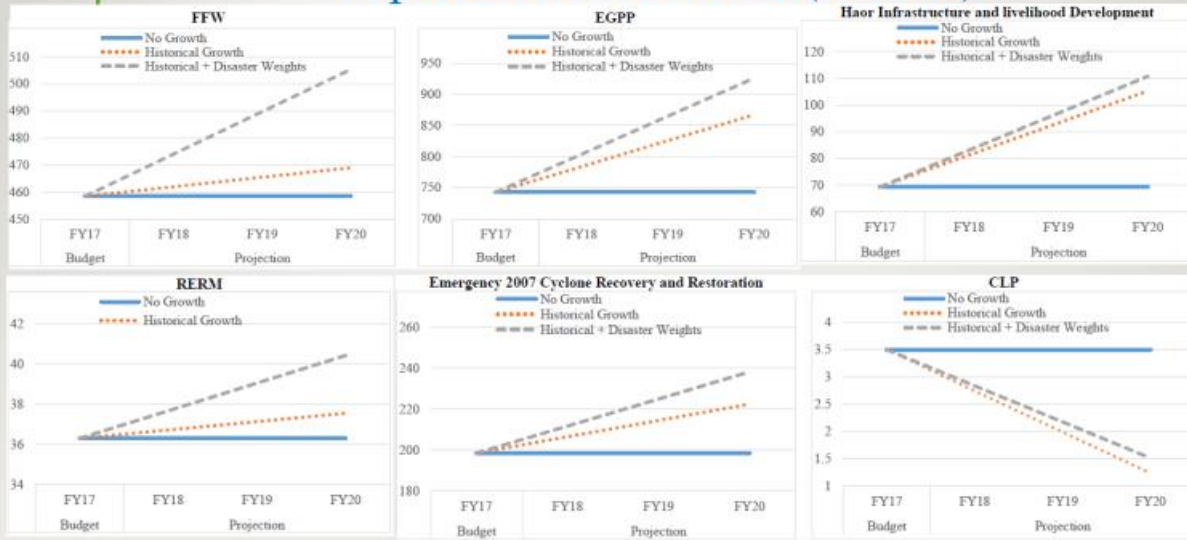 FFW
No Growth
Historical Growth
Historical + Disaster Weights
510
500
490
480
470
460
450
FY17 FY18 FY19 FY20
Budget Projection
EGPP
No Growth
Historical Growth
Historical + Disaster Weights
950
900
850
800
750
700
FY17 FY18 FY19 FY20
Budget Projection
Haor Infrastructure and livelihood Development
No Growth
Historical Growth
Historical + Disaster Weights
120
110
100
90
80
70
60
FY17 FY18 FY19 FY20
Budget Projection
RERM
No Growth
Historical Growth
42
40
38
36
34
FY17 FY18 FY19 FY20
Budget Projection
Emergency 2007 Cyclone Recovery and Restoration
No Growth
Historical Growth
Historical + Disaster Weights
260
240
220
200
180
FY17 FY18 FY19 FY20
Budget Projection
CLP
No Growth
Historical Growth
Historical + Disaster Weights
4
3.5
3
2.5
2
1.5
1
FY17 FY18 FY19 FY20
Budget Projection